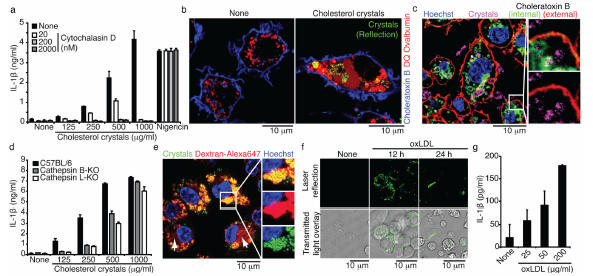 a
IL-1β (ng/ml)
5
4
3
2
1
0
None
20
200
2000
Cytochalasin D
(nM)
None 125 250 500 1000 Nigericin
Cholesterol crystals (µg/ml)
b
None
Cholesterol crystals
Crystals
(Reflection)
10 µm
10 µm
Choleratoxin B DQ Ovalbumin
c
Hoechst Crystals Choleratoxin B
(internal) (external)
10 µm
d
IL-1β (ng/ml)
8
6
4
2
0
C57BL/6
Cathepsin B-KO
Cathepsin L-KO
None 125 250 500 1000
Cholesterol crystals (µg/ml)
e
Crystals Dextran-Alexa647 Hoechst
10 µm
f
oxLDL
None 12 h 24 h
Laser
reflection
Transmitted
light overlay
10 µm
10 µm
10 µm
g
IL-1β (pg/ml)
200
150
100
50
0
None 25 50 200
oxLDL (µg/ml)